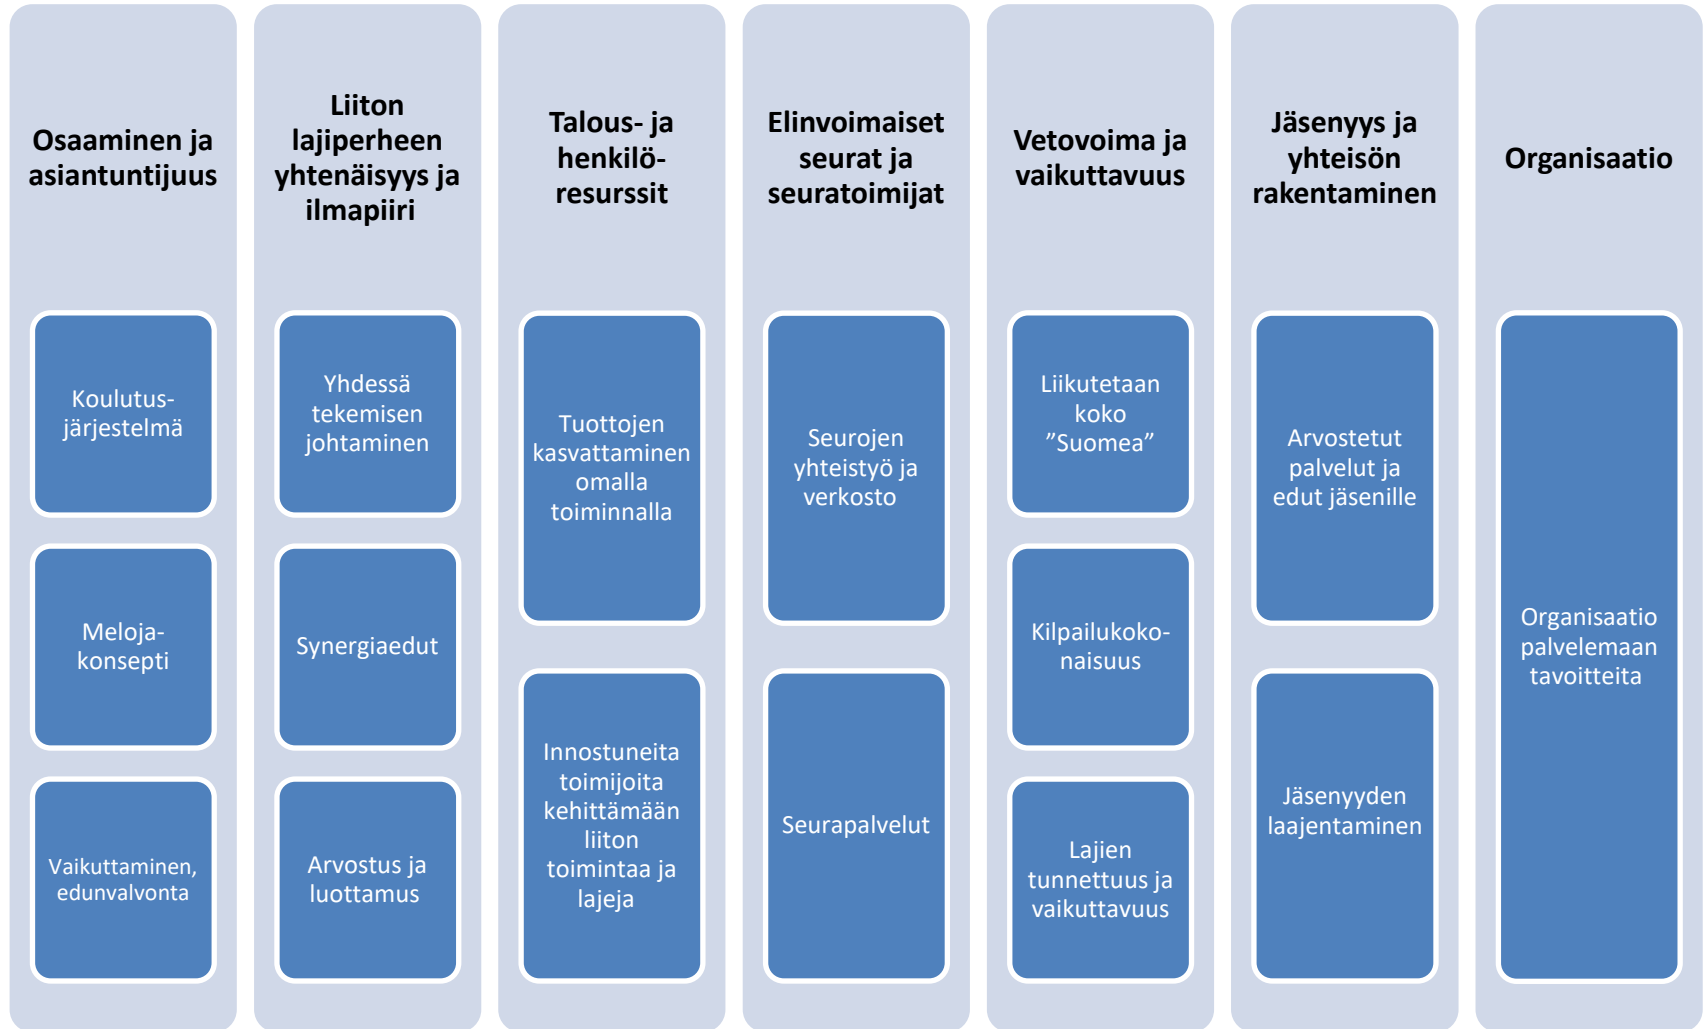 Osaaminen ja
asiantuntijuus
Koulutus-
järjestelmä
Meloja-
konsepti
Vaikuttaminen,
edunvalvonta
Liiton
lajiperheen
yhtenäisyys ja
ilmapiiri
Yhdessä
tekemisen
johtaminen
Synergiaedut
Arvostus ja
luottamus
Talous- ja
henkilö-
resurssit
Tuottojen
kasvattaminen
omalla
toiminnalla
Innostuneita
toimijoita
kehittämään
liiton
toimintaa ja
lajeja
Elinvoimaiset
seurat ja
seuratoimijat
Seurojen
yhteistyö ja
verkosto
Seurapalvelut
Vetovoima ja
vaikuttavuus
Liikutetaan
koko
”Suomea”
Kilpailukoko-
naisuus
Lajien
tunnettuus ja
vaikuttavuus
Jäsenyys ja
yhteisön
rakentaminen
Arvostetut
palvelut ja
edut jäsenille
Jäsenyyden
laajentaminen
Organisaatio
Organisaatio
palvelemaan
tavoitteita